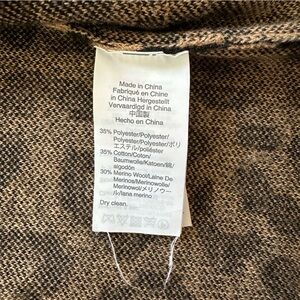 Made in China
Fabriqué en Chine
in China Hergestellt
Vervaardigd in China
中国製
Hecho en China
35% Polyester/Polyester/
Polyester/Polyester/ポリ
エステル/poliéster
35% Cotton/Coton/
Baumwolle/Katoen/綿/
algodón
30% Merino Wool/Laine De
Merinos/Merinowolle/
Merinowol/メリノウー
ル/lana merino
Dry clean